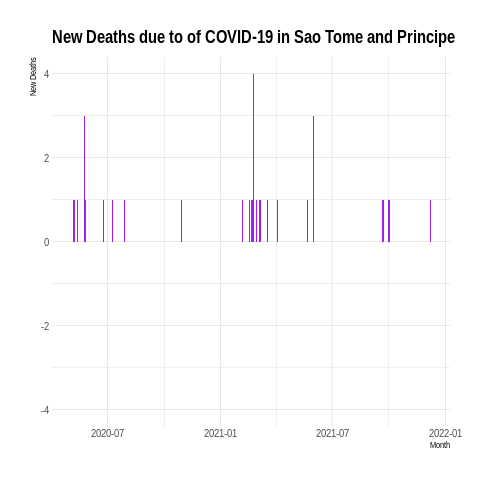 New Deaths due to of COVID-19 in Sao Tome and Principe
New Deaths
4
2
0
-2
-4
2020-07 2021-01 2021-07 2022-01
Month